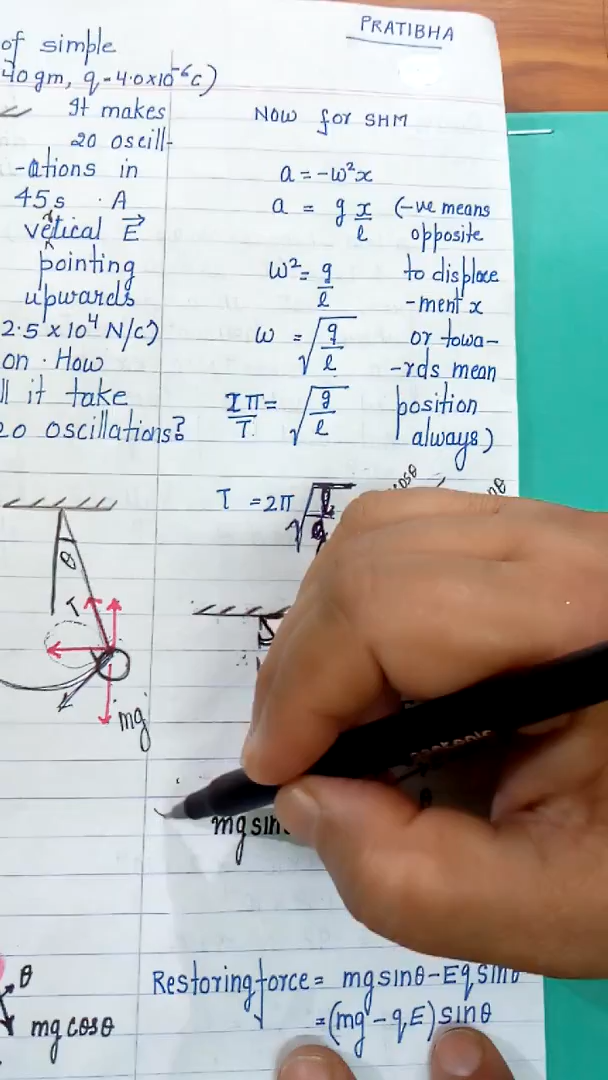 PRATIBHA
of simple
40 gm, q = 4.0x10⁻⁶c)
It makes
20 oscill-
-ations in
45s . A
vetical E⃗
pointing
upwards
2.5 x 10⁴ N/c)
on . How
ll it take
20 oscillations?
Now for SHM
a = -ω²x
a = g x/l (-ve means
opposite
ω² = g/l to displace
-ment x
ω = √g/l or towa-
-rds mean
2π/T = √g/l position
always)
T = 2π √l/g
cosθ
θ
T
mg
mg sin
θ
θ
mg cosθ
Restoring force = mg sinθ - Eq sinθ
= (mg - qE) sinθ